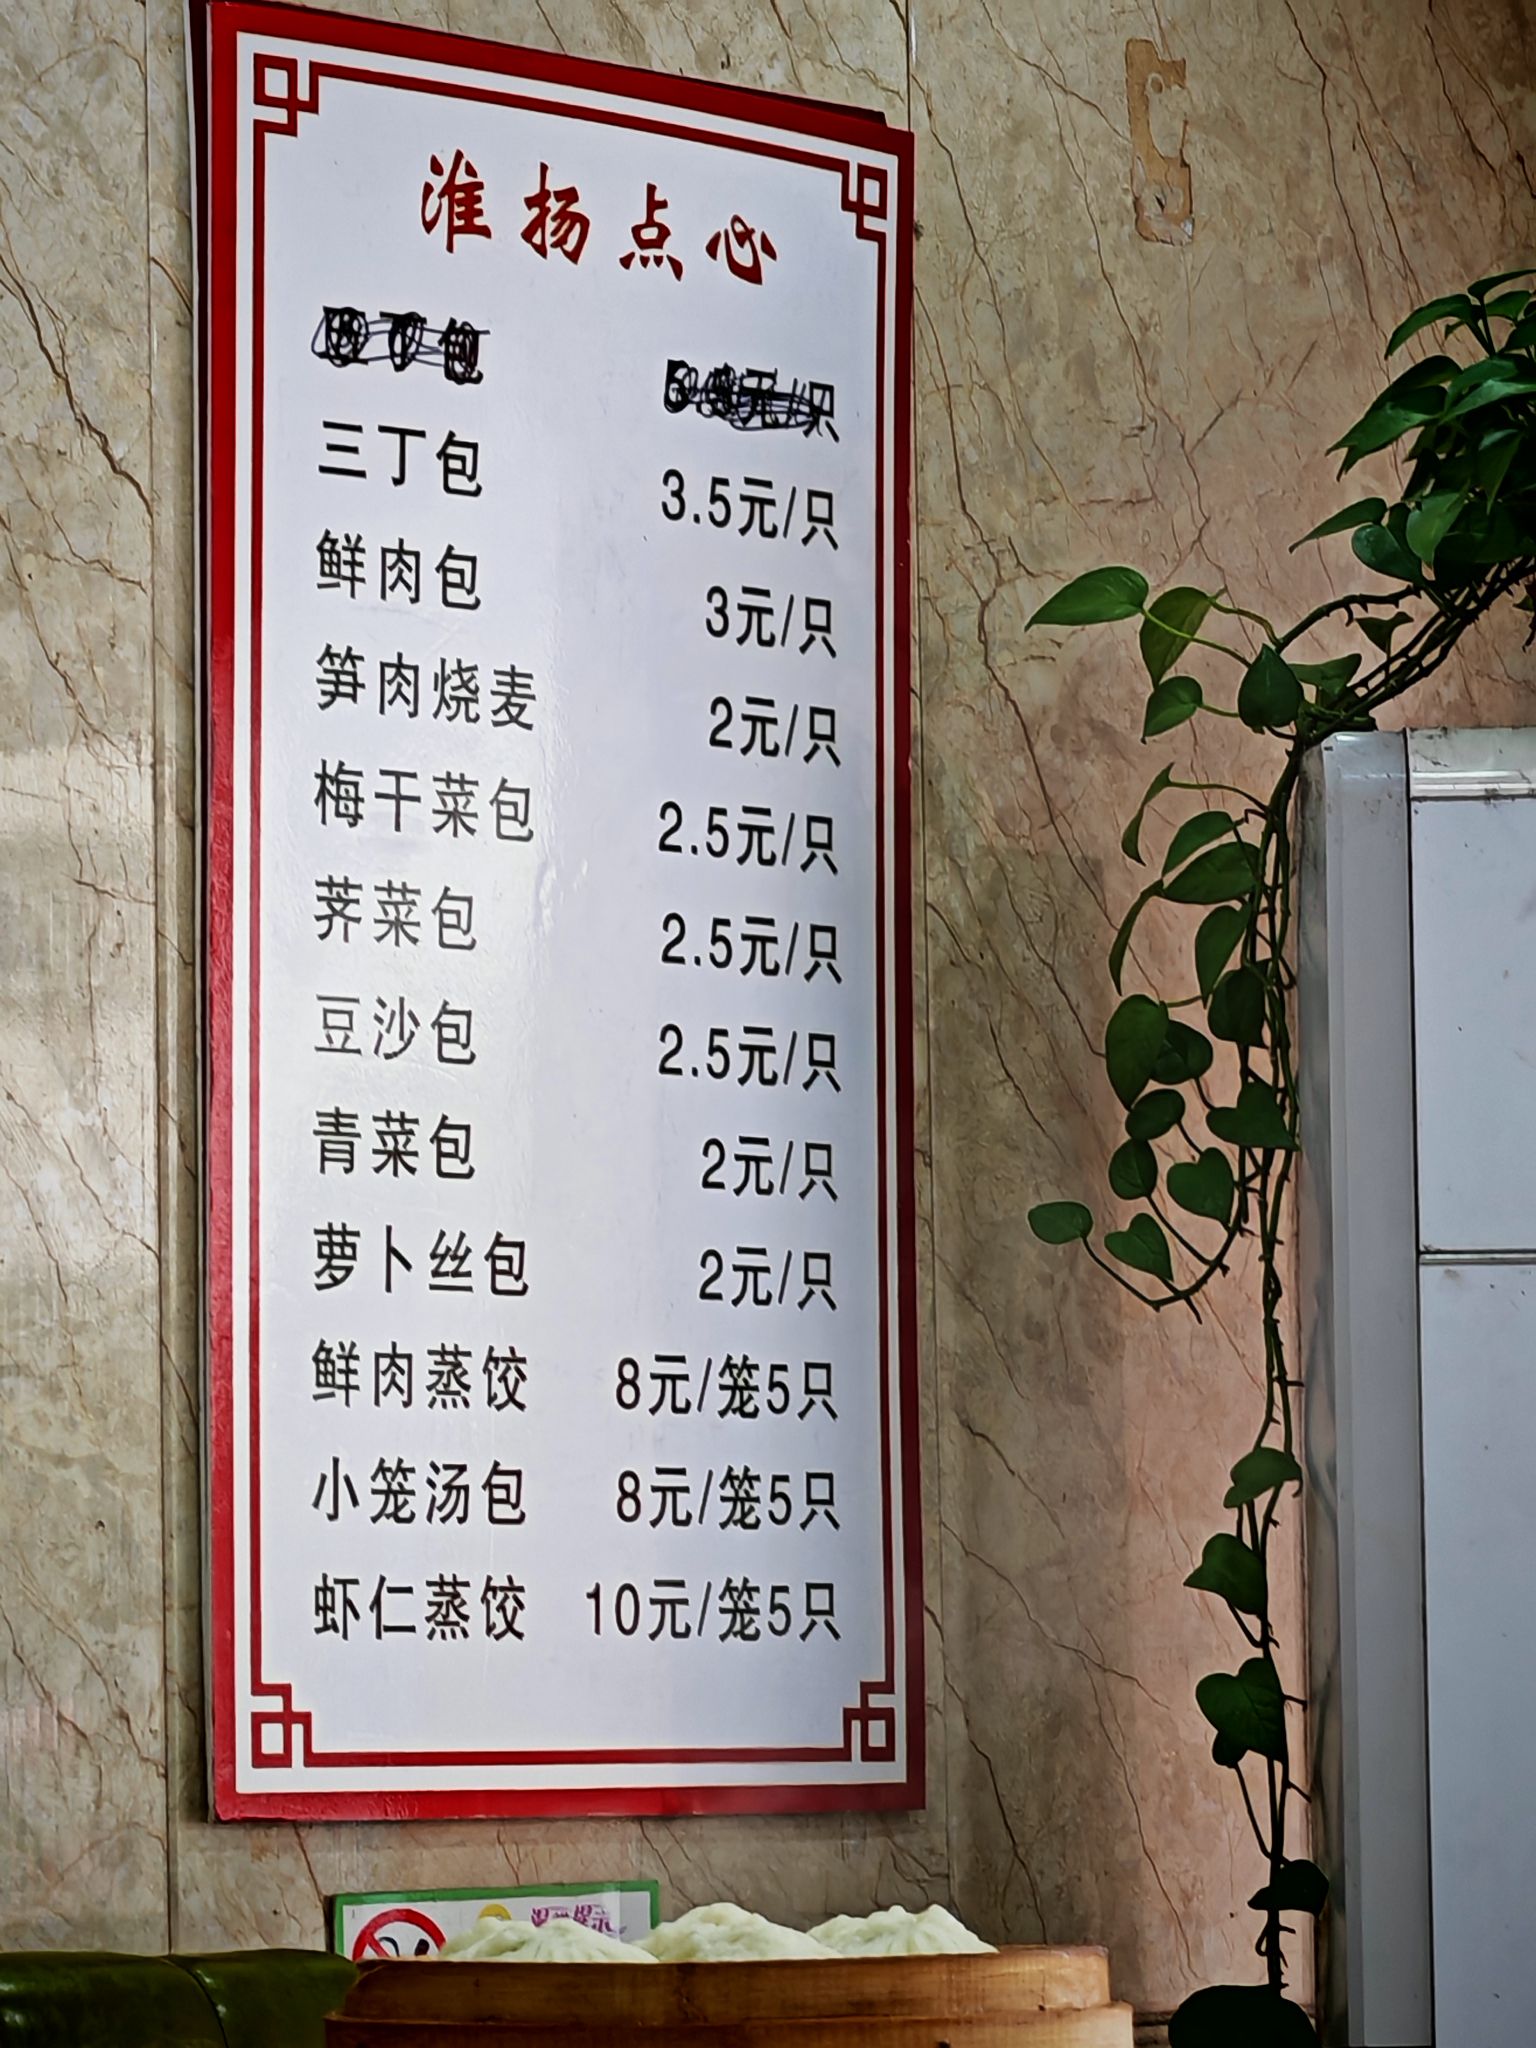 淮扬点心
三丁包 3.5元/只
鲜肉包 3元/只
笋肉烧麦 2元/只
梅干菜包 2.5元/只
荠菜包 2.5元/只
豆沙包 2.5元/只
青菜包 2元/只
萝卜丝包 2元/只
鲜肉蒸饺 8元/笼5只
小笼汤包 8元/笼5只
虾仁蒸饺 10元/笼5只